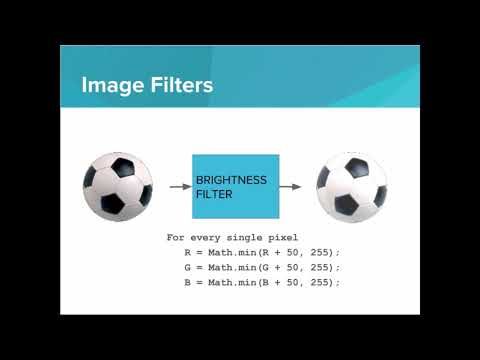 Image Filters
BRIGHTNESS
FILTER
For every single pixel
R = Math.min(R + 50, 255);
G = Math.min(G + 50, 255);
B = Math.min(B + 50, 255);